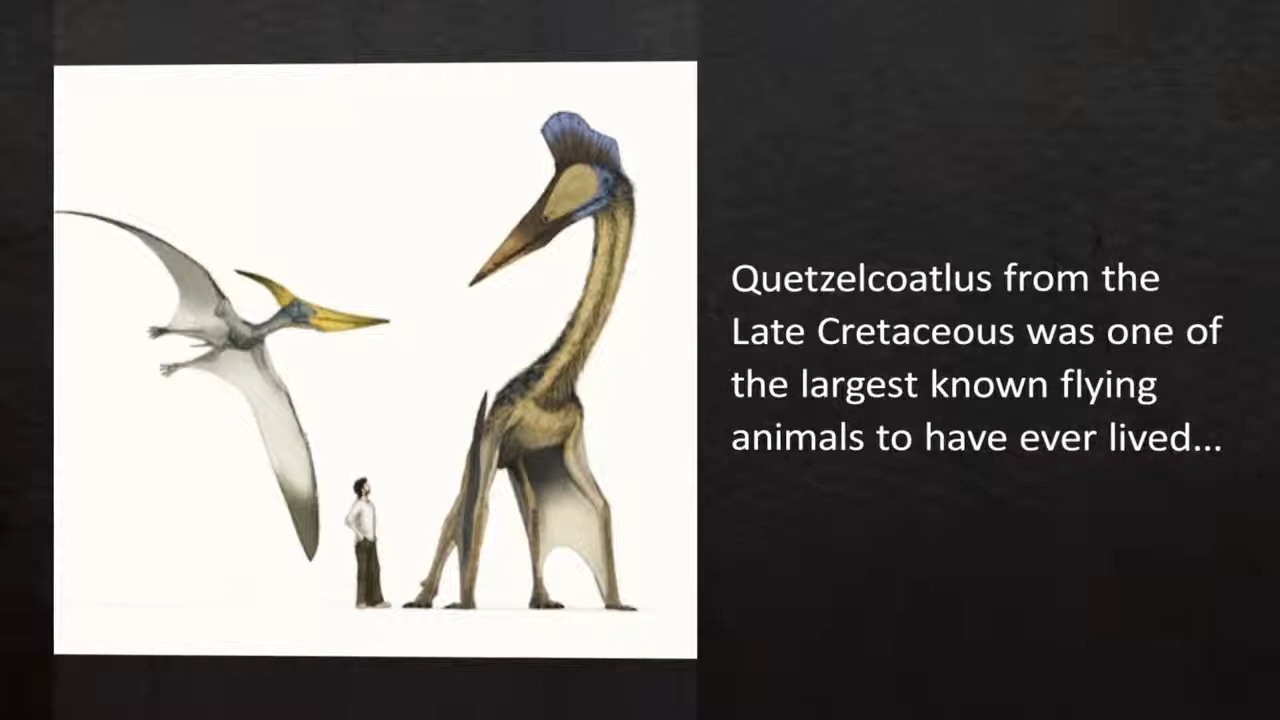 Quetzelcoatlus from the
Late Cretaceous was one of
the largest known flying
animals to have ever lived...